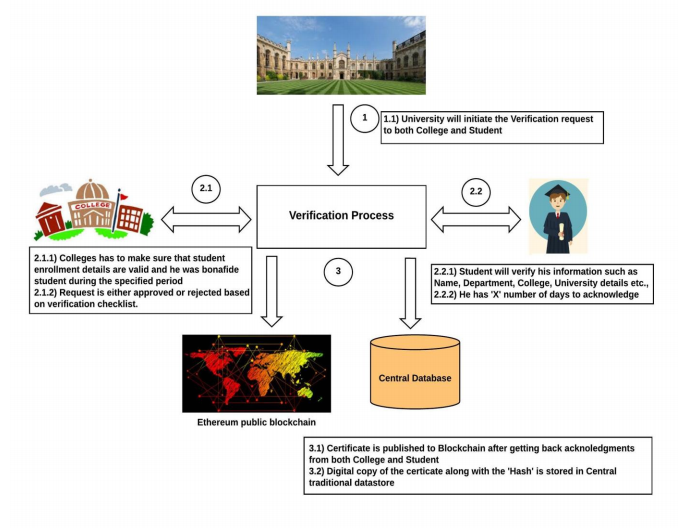 1
1.1) University will initiate the Verification request
to both College and Student
2.1
2.2
COLLEGE
Verification Process
2.1.1) Colleges has to make sure that student
enrollment details are valid and he was bonafide
student during the specified period
2.1.2) Request is either approved or rejected based
on verification checklist.
3
2.2.1) Student will verify his information such as
Name, Department, College, University details etc.,
2.2.2) He has 'X' number of days to acknowledge
Central Database
Ethereum public blockchain
3.1) Certificate is published to Blockchain after getting back acknoledgments
from both College and Student
3.2) Digital copy of the certicate along with the 'Hash' is stored in Central
traditional datastore